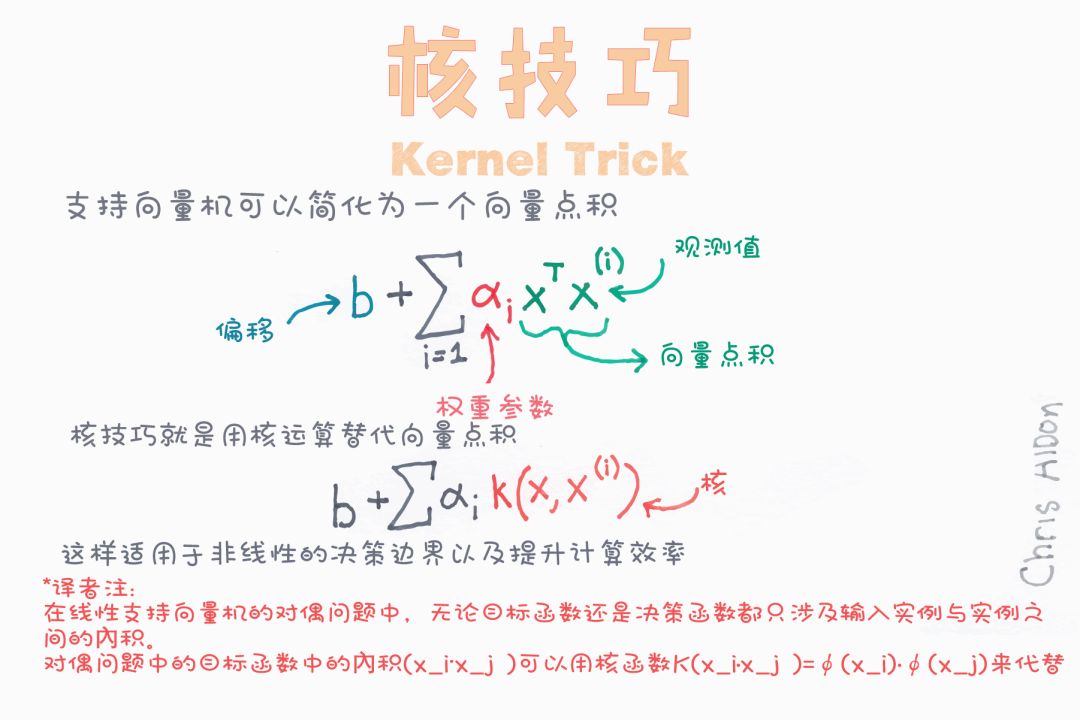 核技巧
Kernel Trick
支持向量机可以简化为一个向量点积
观测值
b + ∑ αᵢ xᵀ x⁽ⁱ⁾
i=1
偏移
向量点积
权重参数
核技巧就是用核运算替代向量点积
b + ∑ αᵢ k(x, x⁽ⁱ⁾)
核
这样适用于非线性的决策边界以及提升计算效率
*译者注:
在线性支持向量机的对偶问题中，无论目标函数还是决策函数都只涉及输入实例与实例之
间的内积。
对偶问题中的目标函数中的内积(x_i·x_j )可以用核函数K(x_i·x_j )=ϕ(x_i)·ϕ(x_j)来代替
Chris AlBon